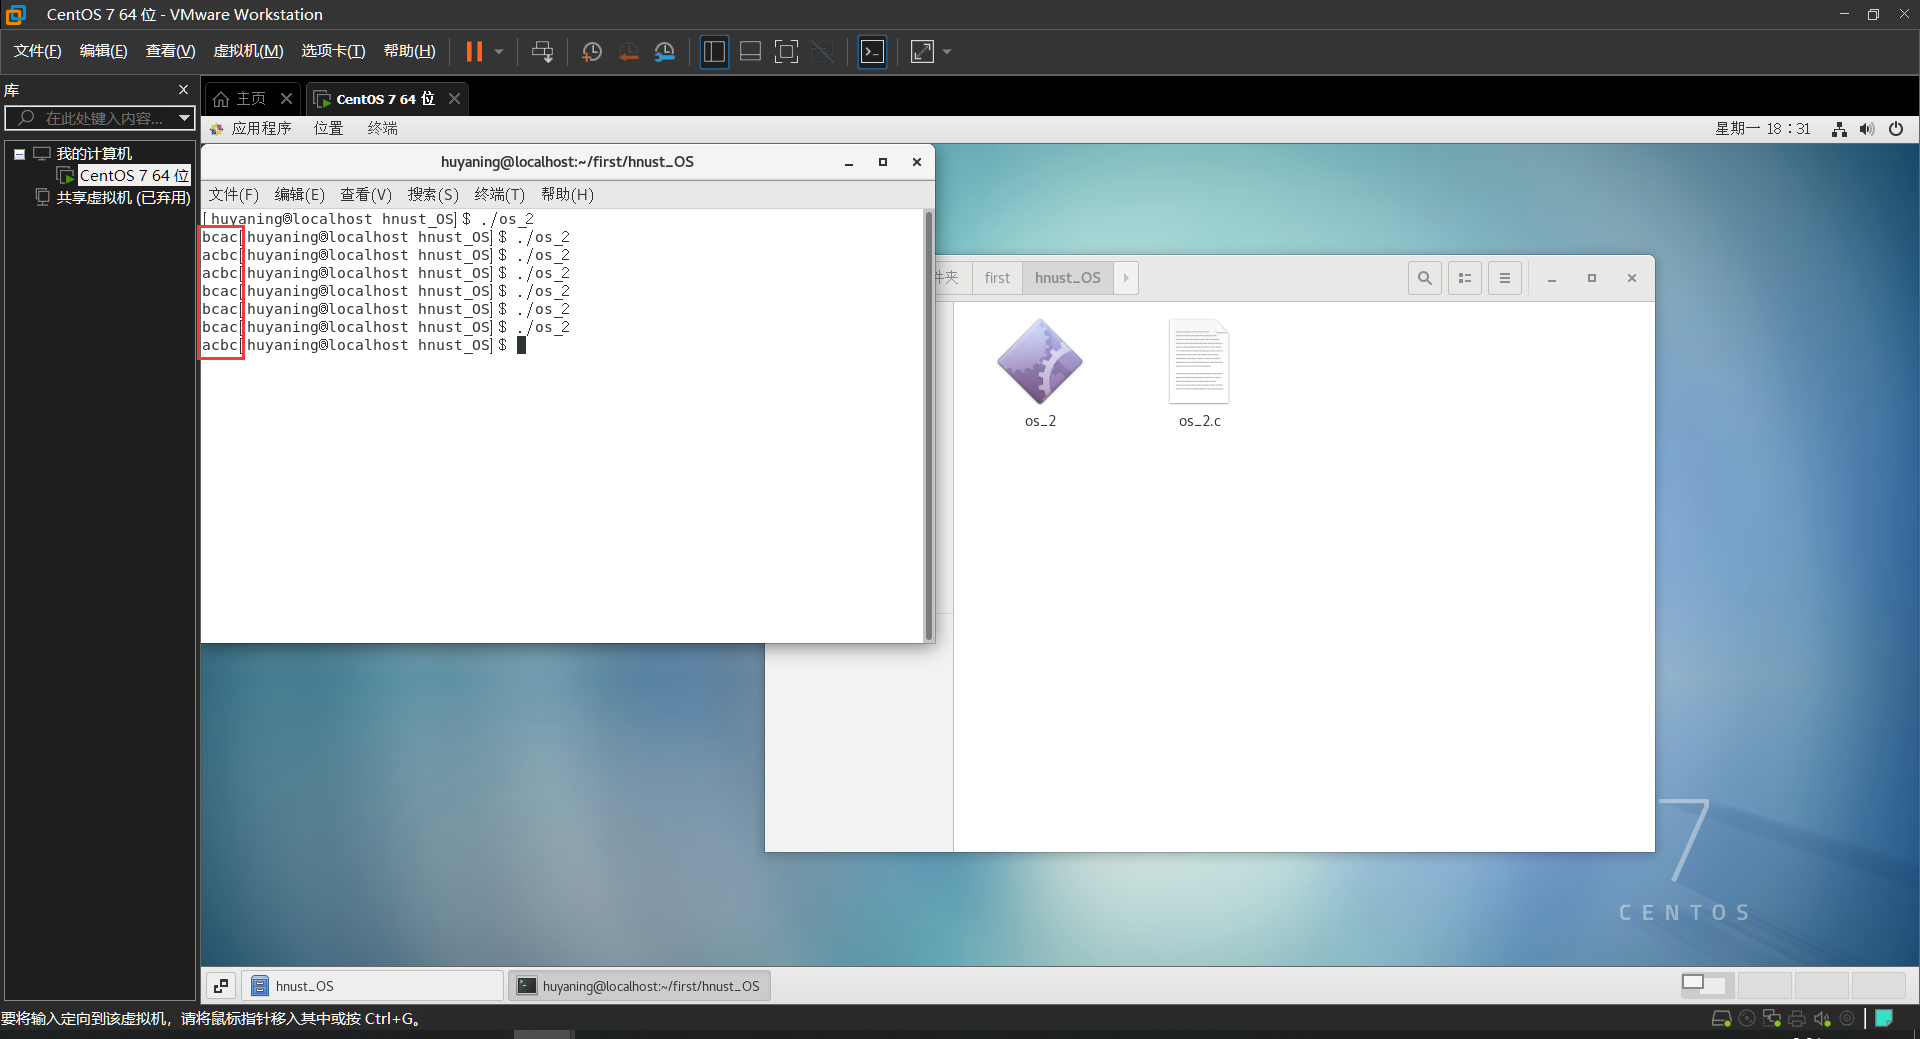 CentOS 7 64 位 - VMware Workstation
文件(F) 编辑(E) 查看(V) 虚拟机(M) 选项卡(T) 帮助(H)
库
在此处键入内容...
我的计算机
CentOS 7 64 位
共享虚拟机 (已弃用)
主页
CentOS 7 64 位
应用程序 位置 终端
星期一 18：31
huyaning@localhost:~/first/hnust_OS
文件(F) 编辑(E) 查看(V) 搜索(S) 终端(T) 帮助(H)
[huyaning@localhost hnust_OS]$ ./os_2
bcac[huyaning@localhost hnust_OS]$ ./os_2
acbc[huyaning@localhost hnust_OS]$ ./os_2
acbc[huyaning@localhost hnust_OS]$ ./os_2
bcac[huyaning@localhost hnust_OS]$ ./os_2
bcac[huyaning@localhost hnust_OS]$ ./os_2
bcac[huyaning@localhost hnust_OS]$ ./os_2
acbc[huyaning@localhost hnust_OS]$
件夹 first hnust_OS
os_2
os_2.c
7
CENTOS
hnust_OS
huyaning@localhost:~/first/hnust_OS
要将输入定向到该虚拟机，请将鼠标指针移入其中或按 Ctrl+G。